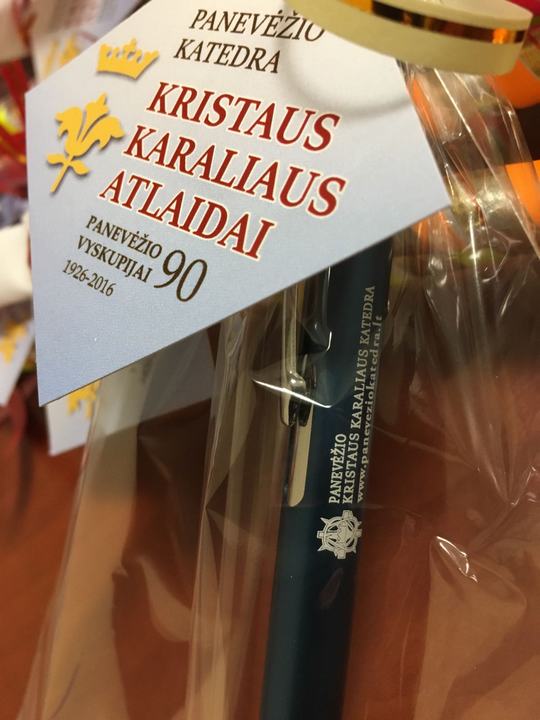 PANEVĖŽIO
KATEDRA
KRISTAUS
KARALIAUS
ATLAIDAI
PANEVĖŽIO
VYSKUPIJAI 90
1926-2016
PANEVĖŽIO
KRISTAUS KARALIAUS KATEDRA
www.paneveziokatedra.lt